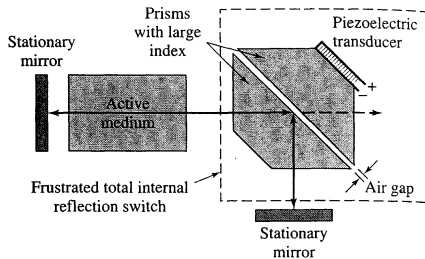 Prisms
with large
index
Piezoelectric
transducer
Stationary
mirror
Active
medium
− +
Frustrated total internal
reflection switch
Air gap
Stationary
mirror